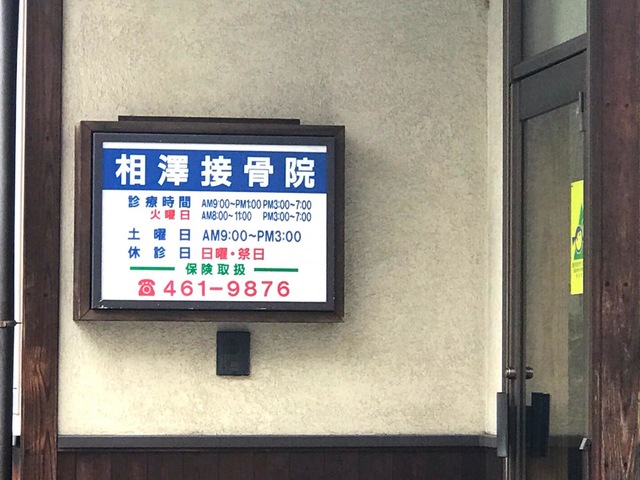 相澤接骨院
診療時間 AM9:00~PM1:00 PM3:00~7:00
火曜日 AM8:00~11:00 PM3:00~7:00
土曜日 AM9:00~PM3:00
休診日 日曜・祭日
保険取扱
☎461-9876